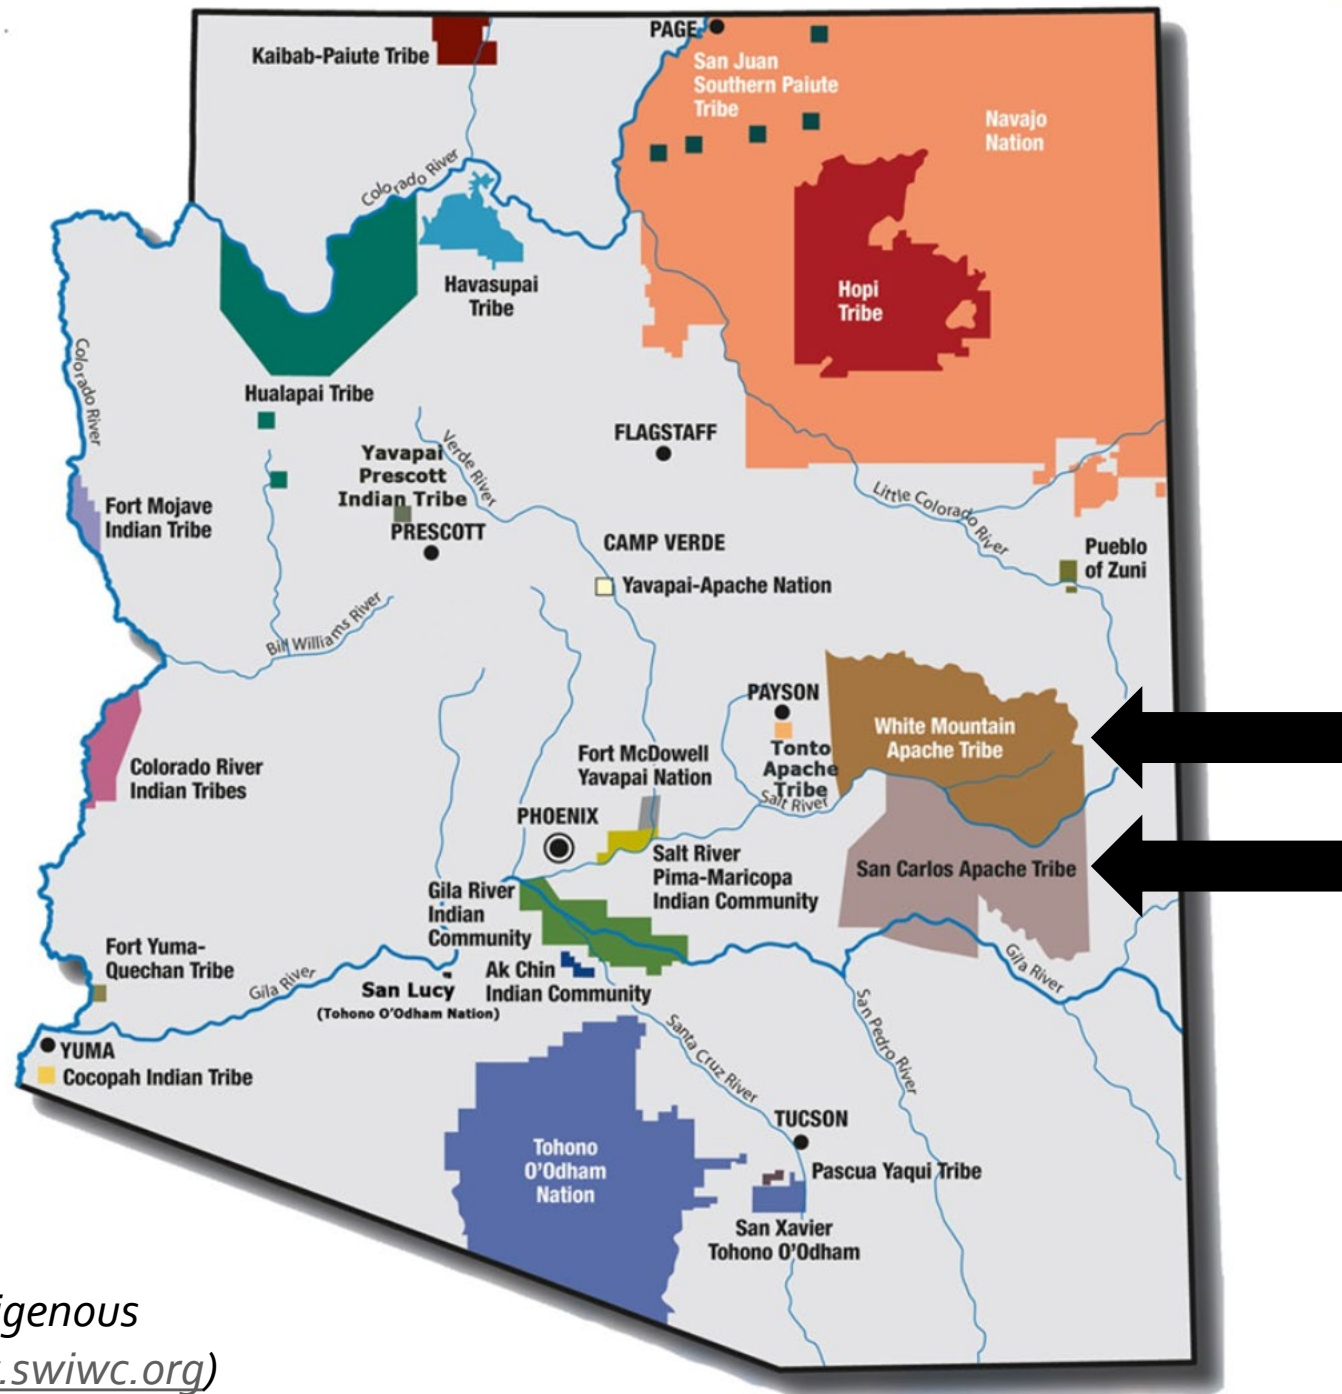 PAGE
Kaibab-Paiute Tribe
San Juan
Southern Paiute
Tribe
Navajo
Nation
Colorado River
Havasupai
Tribe
Hopi
Tribe
Colorado River
Hualapai Tribe
FLAGSTAFF
Verde River
Yavapai
Prescott
Indian Tribe
PRESCOTT
Fort Mojave
Indian Tribe
Little Colorado River
CAMP VERDE
Yavapai-Apache Nation
Pueblo
of Zuni
Bill Williams River
PAYSON
Tonto
Apache
Tribe
White Mountain
Apache Tribe
Colorado River
Indian Tribes
Fort McDowell
Yavapai Nation
Salt River
PHOENIX
Salt River
Pima-Maricopa
Indian Community
San Carlos Apache Tribe
Gila River
Indian
Community
Fort Yuma-
Quechan Tribe
Gila River
Ak Chin
Indian Community
San Lucy
(Tohono O'Odham Nation)
Gila River
San Pedro River
Santa Cruz River
YUMA
Cocopah Indian Tribe
TUCSON
Tohono
O'Odham
Nation
Pascua Yaqui Tribe
San Xavier
Tohono O'Odham
igenous
.swiwc.org)